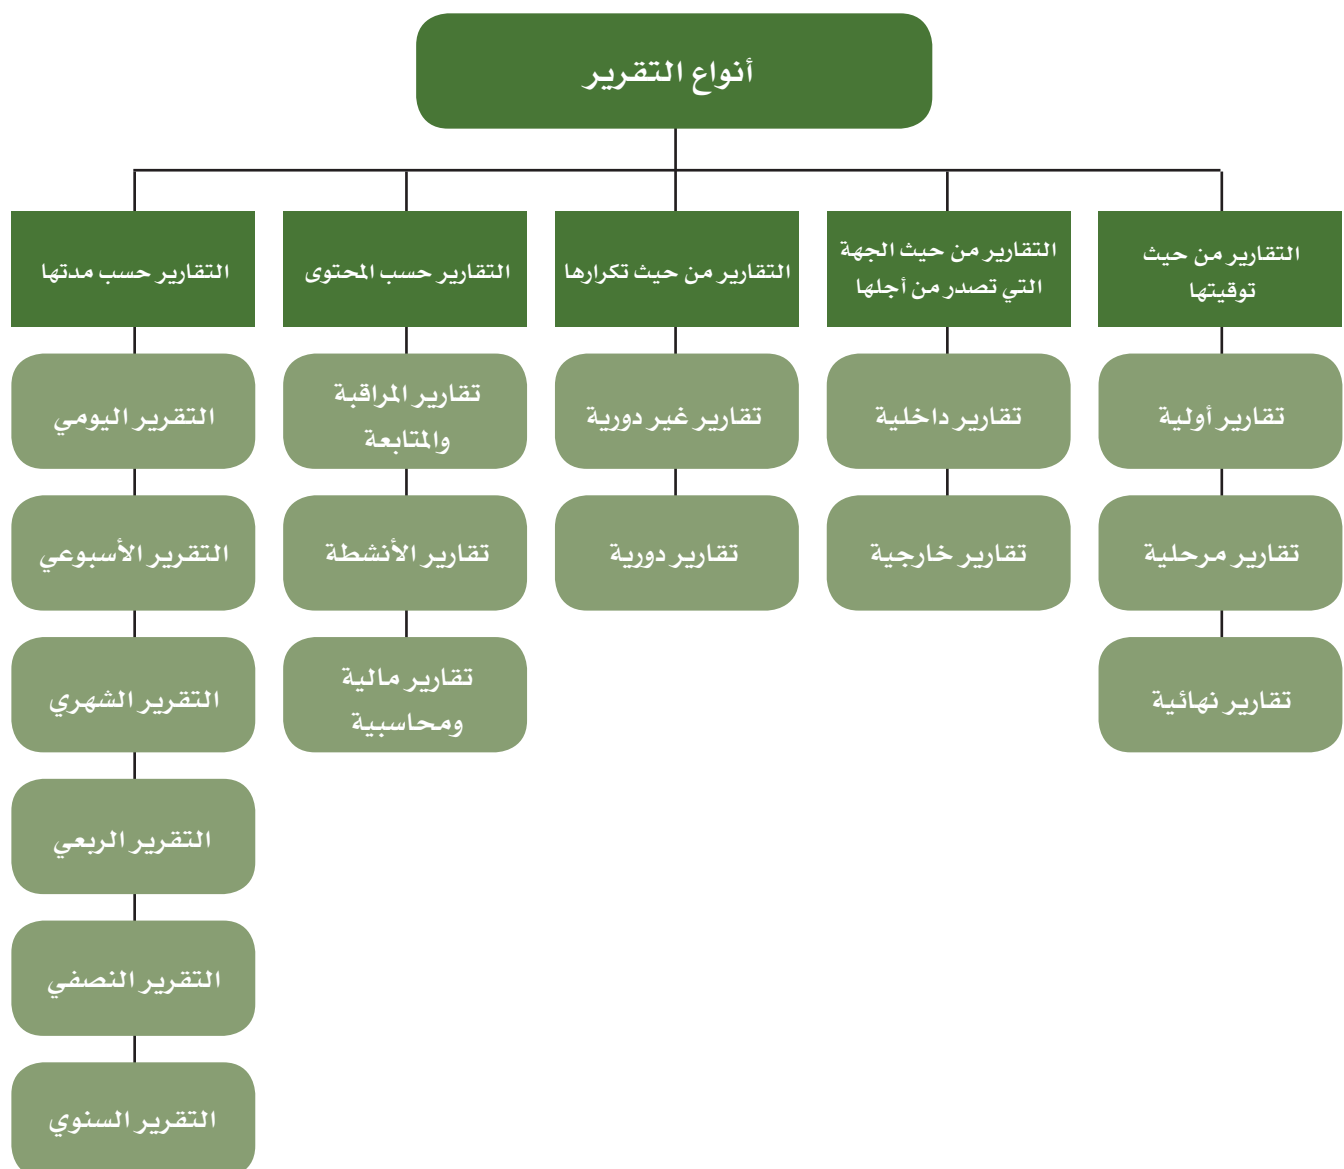 أنواع التقرير
التقارير من حيث
توقيتها
تقارير أولية
تقارير مرحلية
تقارير نهائية
التقارير من حيث الجهة
التي تصدر من أجلها
تقارير داخلية
تقارير خارجية
التقارير من حيث تكرارها
تقارير غير دورية
تقارير دورية
التقارير حسب المحتوى
تقارير المراقبة
والمتابعة
تقارير الأنشطة
تقارير مالية
ومحاسبية
التقارير حسب مدتها
التقرير اليومي
التقرير الأسبوعي
التقرير الشهري
التقرير الربعي
التقرير النصفي
التقرير السنوي